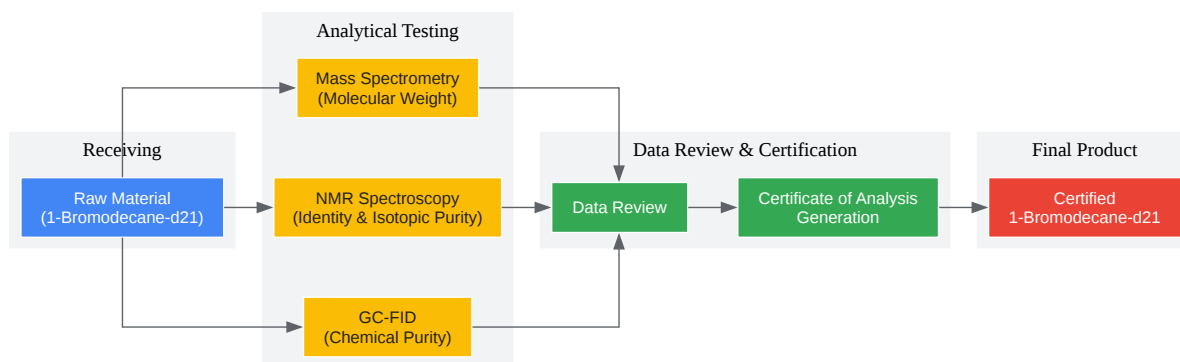 Analytical Testing
Mass Spectrometry
(Molecular Weight)
Receiving
Raw Material
(1-Bromodecane-d21)
NMR Spectroscopy
(Identity & Isotopic Purity)
GC-FID
(Chemical Purity)
Data Review & Certification
Data Review
Certificate of Analysis
Generation
Final Product
Certified
1-Bromodecane-d21